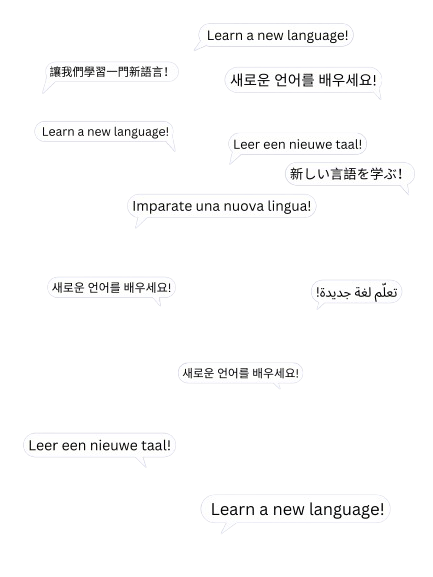 Learn a new language!
讓我們學習一門新語言！
새로운 언어를 배우세요!
Learn a new language!
Leer een nieuwe taal!
新しい言語を学ぶ！
Imparate una nuova lingua!
새로운 언어를 배우세요!
تعلّم لغة جديدة!
새로운 언어를 배우세요!
Leer een nieuwe taal!
Learn a new language!